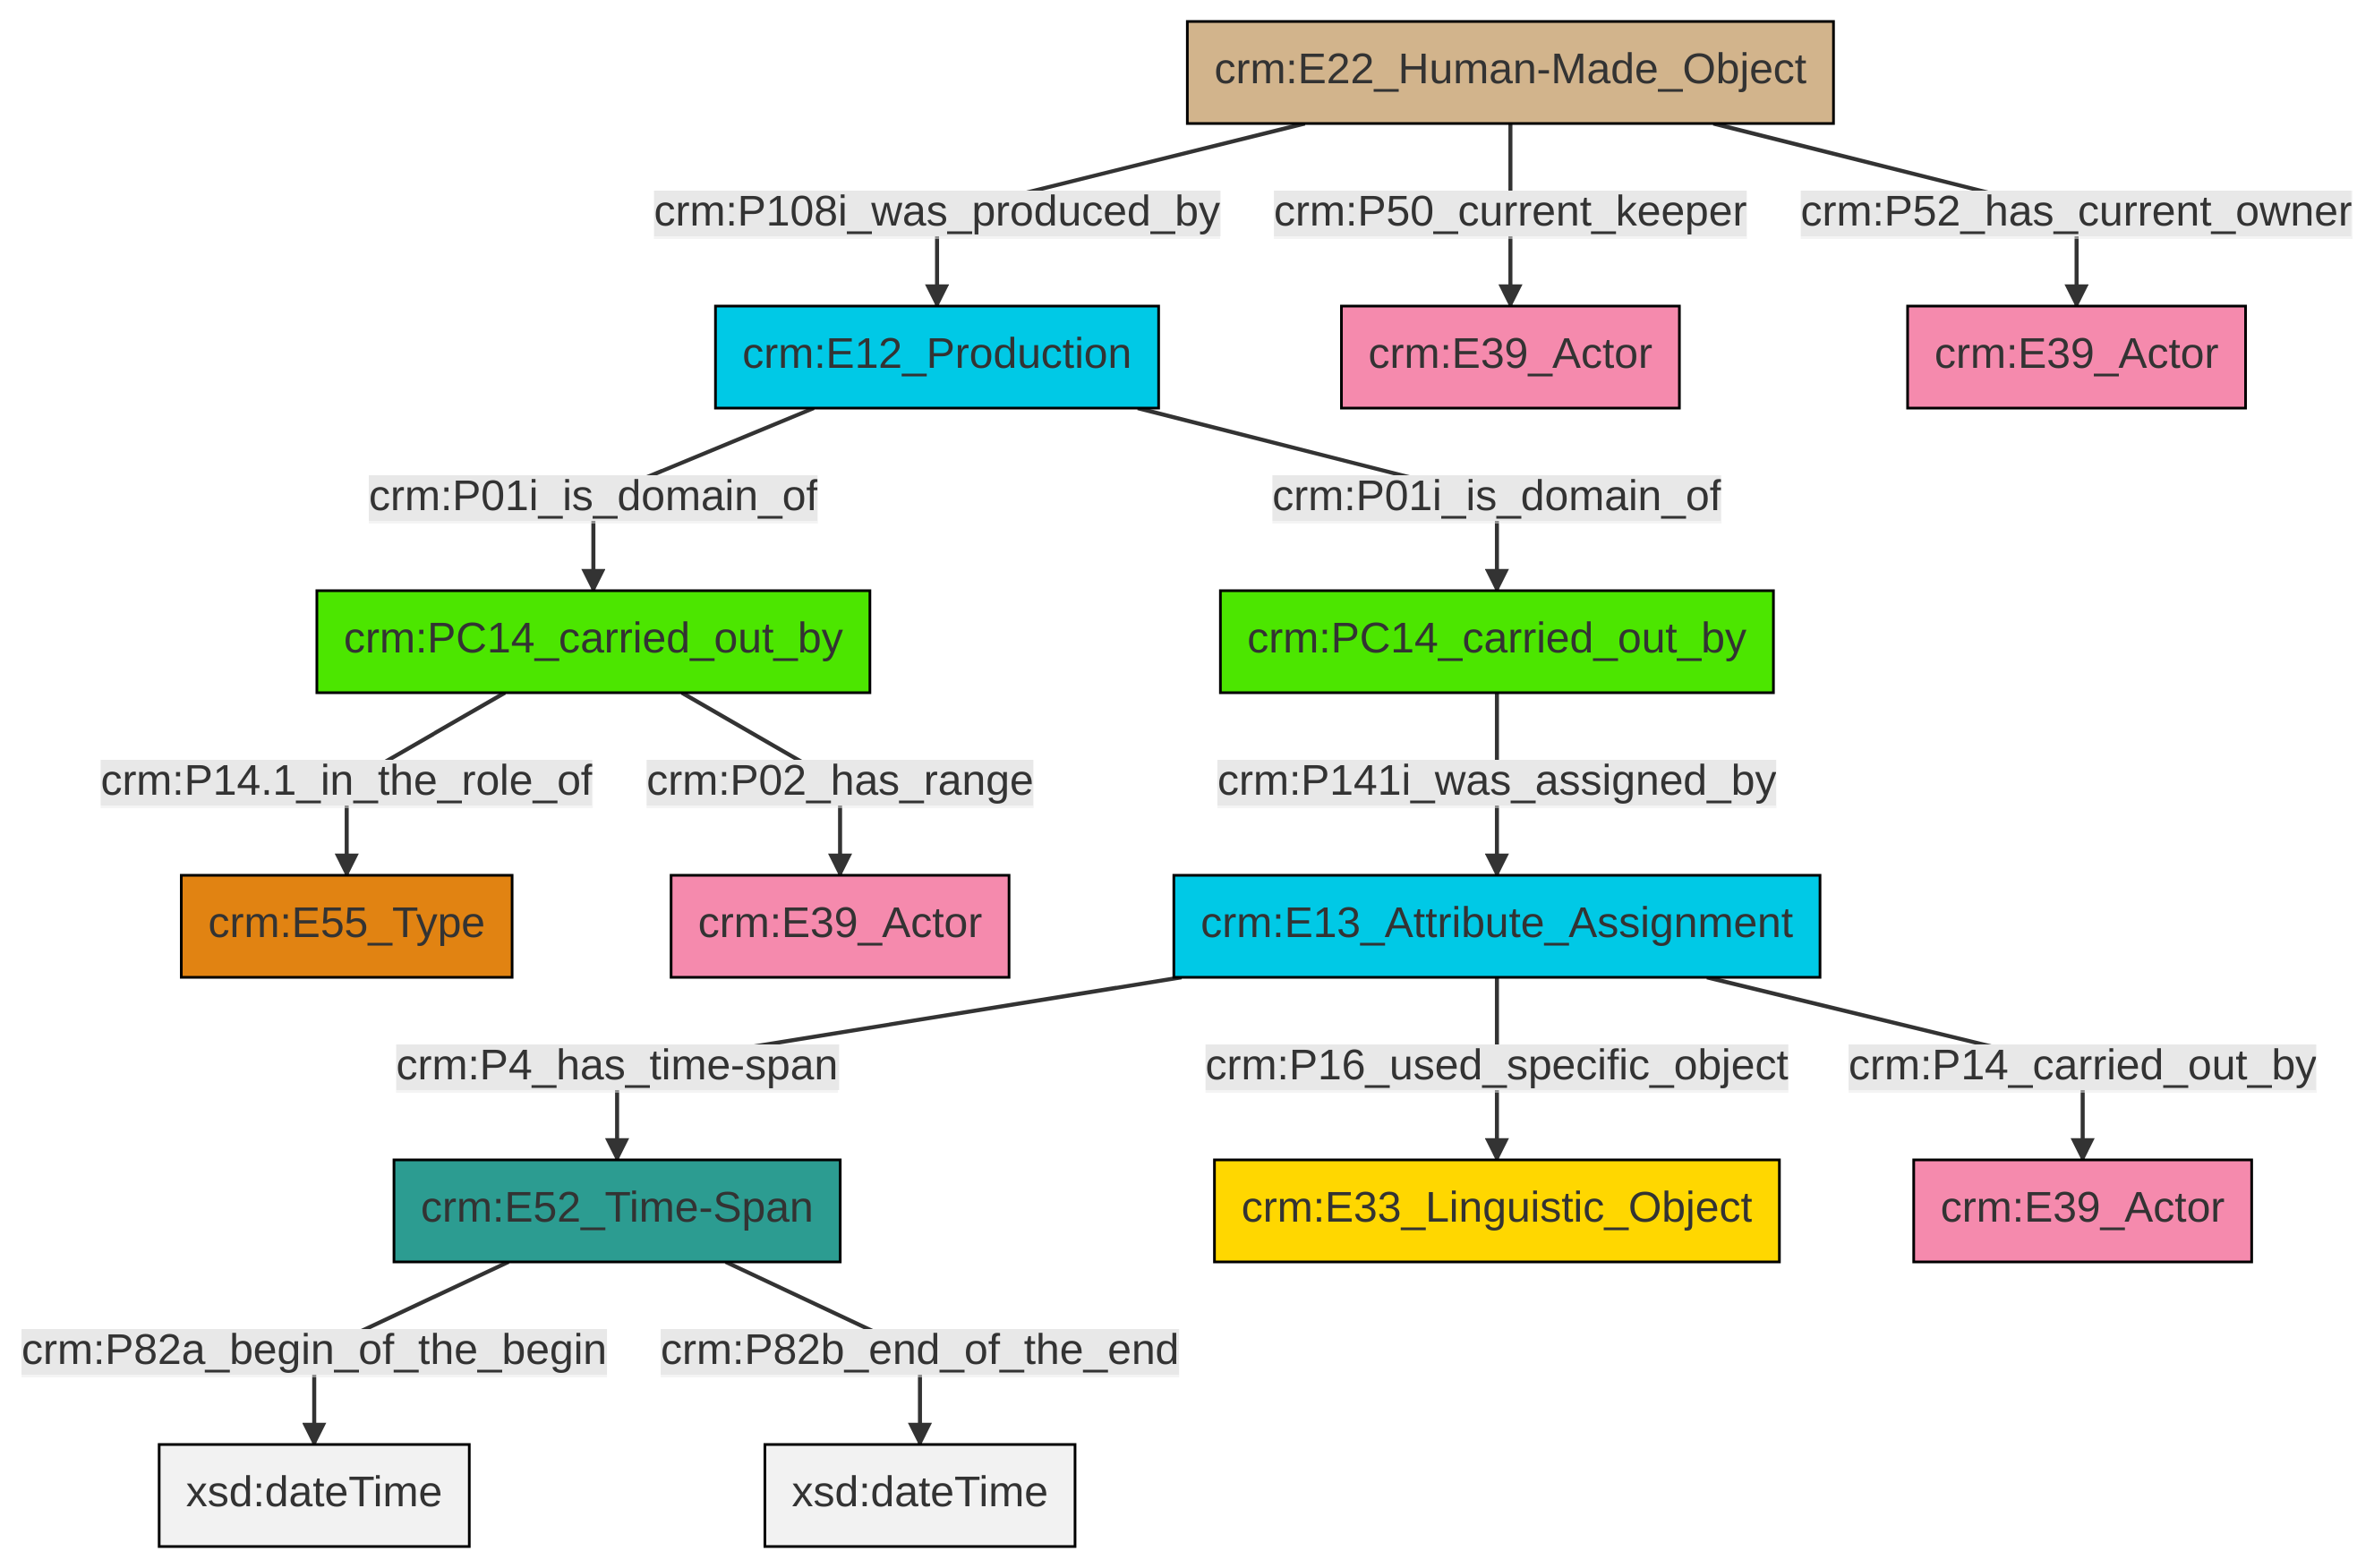 crm:E22_Human-Made_Object
crm:P108i_was_produced_by
crm:P50_current_keeper
crm:P52_has_current_owner
crm:E12_Production
crm:E39_Actor
crm:E39_Actor
crm:P01i_is_domain_of
crm:P01i_is_domain_of
crm:PC14_carried_out_by
crm:PC14_carried_out_by
crm:P14.1_in_the_role_of
crm:P02_has_range
crm:P141i_was_assigned_by
crm:E55_Type
crm:E39_Actor
crm:E13_Attribute_Assignment
crm:P4_has_time-span
crm:P16_used_specific_object
crm:P14_carried_out_by
crm:E52_Time-Span
crm:E33_Linguistic_Object
crm:E39_Actor
crm:P82a_begin_of_the_begin
crm:P82b_end_of_the_end
xsd:dateTime
xsd:dateTime